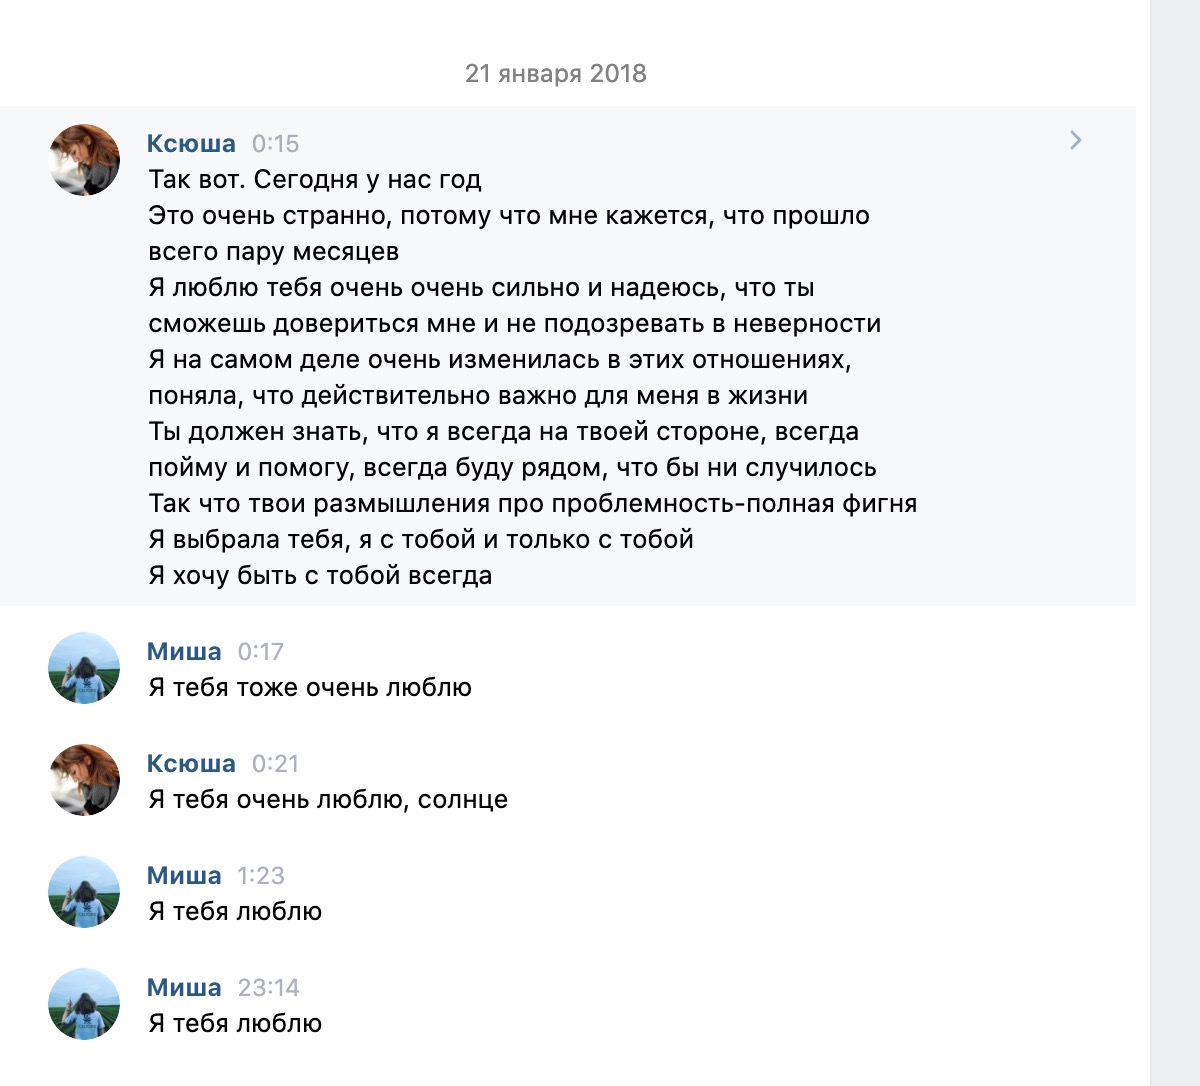 21 января 2018
Ксюша 0:15
Так вот. Сегодня у нас год
Это очень странно, потому что мне кажется, что прошло
всего пару месяцев
Я люблю тебя очень очень сильно и надеюсь, что ты
сможешь довериться мне и не подозревать в неверности
Я на самом деле очень изменилась в этих отношениях,
поняла, что действительно важно для меня в жизни
Ты должен знать, что я всегда на твоей стороне, всегда
пойму и помогу, всегда буду рядом, что бы ни случилось
Так что твои размышления про проблемность-полная фигня
Я выбрала тебя, я с тобой и только с тобой
Я хочу быть с тобой всегда
Миша 0:17
Я тебя тоже очень люблю
Ксюша 0:21
Я тебя очень люблю, солнце
Миша 1:23
Я тебя люблю
Миша 23:14
Я тебя люблю